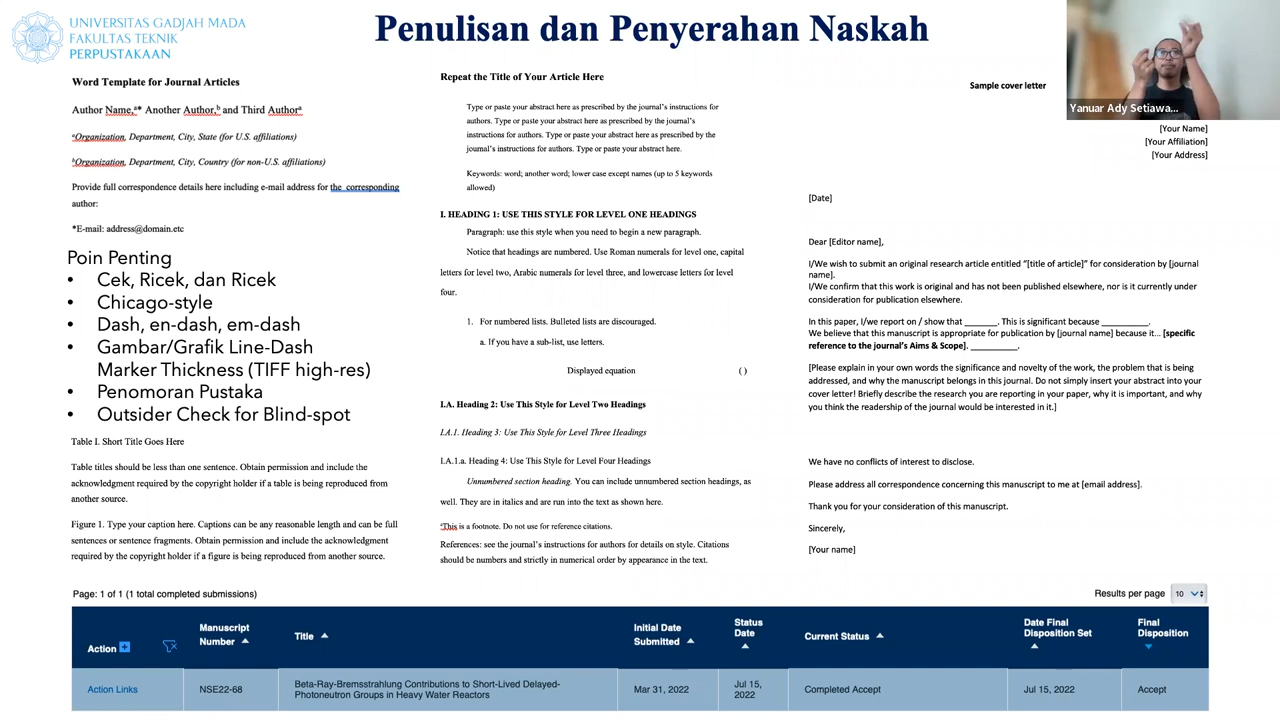 UNIVERSITAS GADJAH MADA
FAKULTAS TEKNIK
PERPUSTAKAAN
Penulisan dan Penyerahan Naskah
Yanuar Ady Setiawa...
Word Template for Journal Articles
Author Name,ᵃ* Another Author,ᵇ and Third Authorᵃ
ᵃOrganization, Department, City, State (for U.S. affiliations)
ᵇOrganization, Department, City, Country (for non-U.S. affiliations)
Provide full correspondence details here including e-mail address for the corresponding
author:
*E-mail: address@domain.etc
Poin Penting
• Cek, Ricek, dan Ricek
• Chicago-style
• Dash, en-dash, em-dash
• Gambar/Grafik Line-Dash
Marker Thickness (TIFF high-res)
• Penomoran Pustaka
• Outsider Check for Blind-spot
Table I. Short Title Goes Here
Table titles should be less than one sentence. Obtain permission and include the
acknowledgment required by the copyright holder if a table is being reproduced from
another source.
Figure 1. Type your caption here. Captions can be any reasonable length and can be full
sentences or sentence fragments. Obtain permission and include the acknowledgment
required by the copyright holder if a figure is being reproduced from another source.
Repeat the Title of Your Article Here
Type or paste your abstract here as prescribed by the journal's instructions for
authors. Type or paste your abstract here as prescribed by the journal's
instructions for authors. Type or paste your abstract here as prescribed by the
journal's instructions for authors. Type or paste your abstract here.
Keywords: word; another word; lower case except names (up to 5 keywords
allowed)
I. HEADING 1: USE THIS STYLE FOR LEVEL ONE HEADINGS
Paragraph: use this style when you need to begin a new paragraph.
Notice that headings are numbered. Use Roman numerals for level one, capital
letters for level two, Arabic numerals for level three, and lowercase letters for level
four.
1. For numbered lists. Bulleted lists are discouraged.
a. If you have a sub-list, use letters.
Displayed equation ( )
I.A. Heading 2: Use This Style for Level Two Headings
I.A.1. Heading 3: Use This Style for Level Three Headings
I.A.1.a. Heading 4: Use This Style for Level Four Headings
Unnumbered section heading. You can include unnumbered section headings, as
well. They are in italics and are run into the text as shown here.
ᵃThis is a footnote. Do not use for reference citations.
References: see the journal's instructions for authors for details on style. Citations
should be numbers and strictly in numerical order by appearance in the text.
Sample cover letter
[Your Name]
[Your Affiliation]
[Your Address]
[Date]
Dear [Editor name],
I/We wish to submit an original research article entitled "[title of article]" for consideration by [journal
name].
I/We confirm that this work is original and has not been published elsewhere, nor is it currently under
consideration for publication elsewhere.
In this paper, I/we report on / show that _______. This is significant because __________.
We believe that this manuscript is appropriate for publication by [journal name] because it... [specific
reference to the journal's Aims & Scope]. __________.
[Please explain in your own words the significance and novelty of the work, the problem that is being
addressed, and why the manuscript belongs in this journal. Do not simply insert your abstract into your
cover letter! Briefly describe the research you are reporting in your paper, why it is important, and why
you think the readership of the journal would be interested in it.]
We have no conflicts of interest to disclose.
Please address all correspondence concerning this manuscript to me at [email address].
Thank you for your consideration of this manuscript.
Sincerely,
[Your name]
Page: 1 of 1 (1 total completed submissions)
Results per page 10
Action Manuscript Number Title Initial Date Submitted Status Date Current Status Date Final Disposition Set Final Disposition
Action Links NSE22-68 Beta-Ray-Bremsstrahlung Contributions to Short-Lived Delayed-
Photoneutron Groups in Heavy Water Reactors Mar 31, 2022 Jul 15, 2022 Completed Accept Jul 15, 2022 Accept